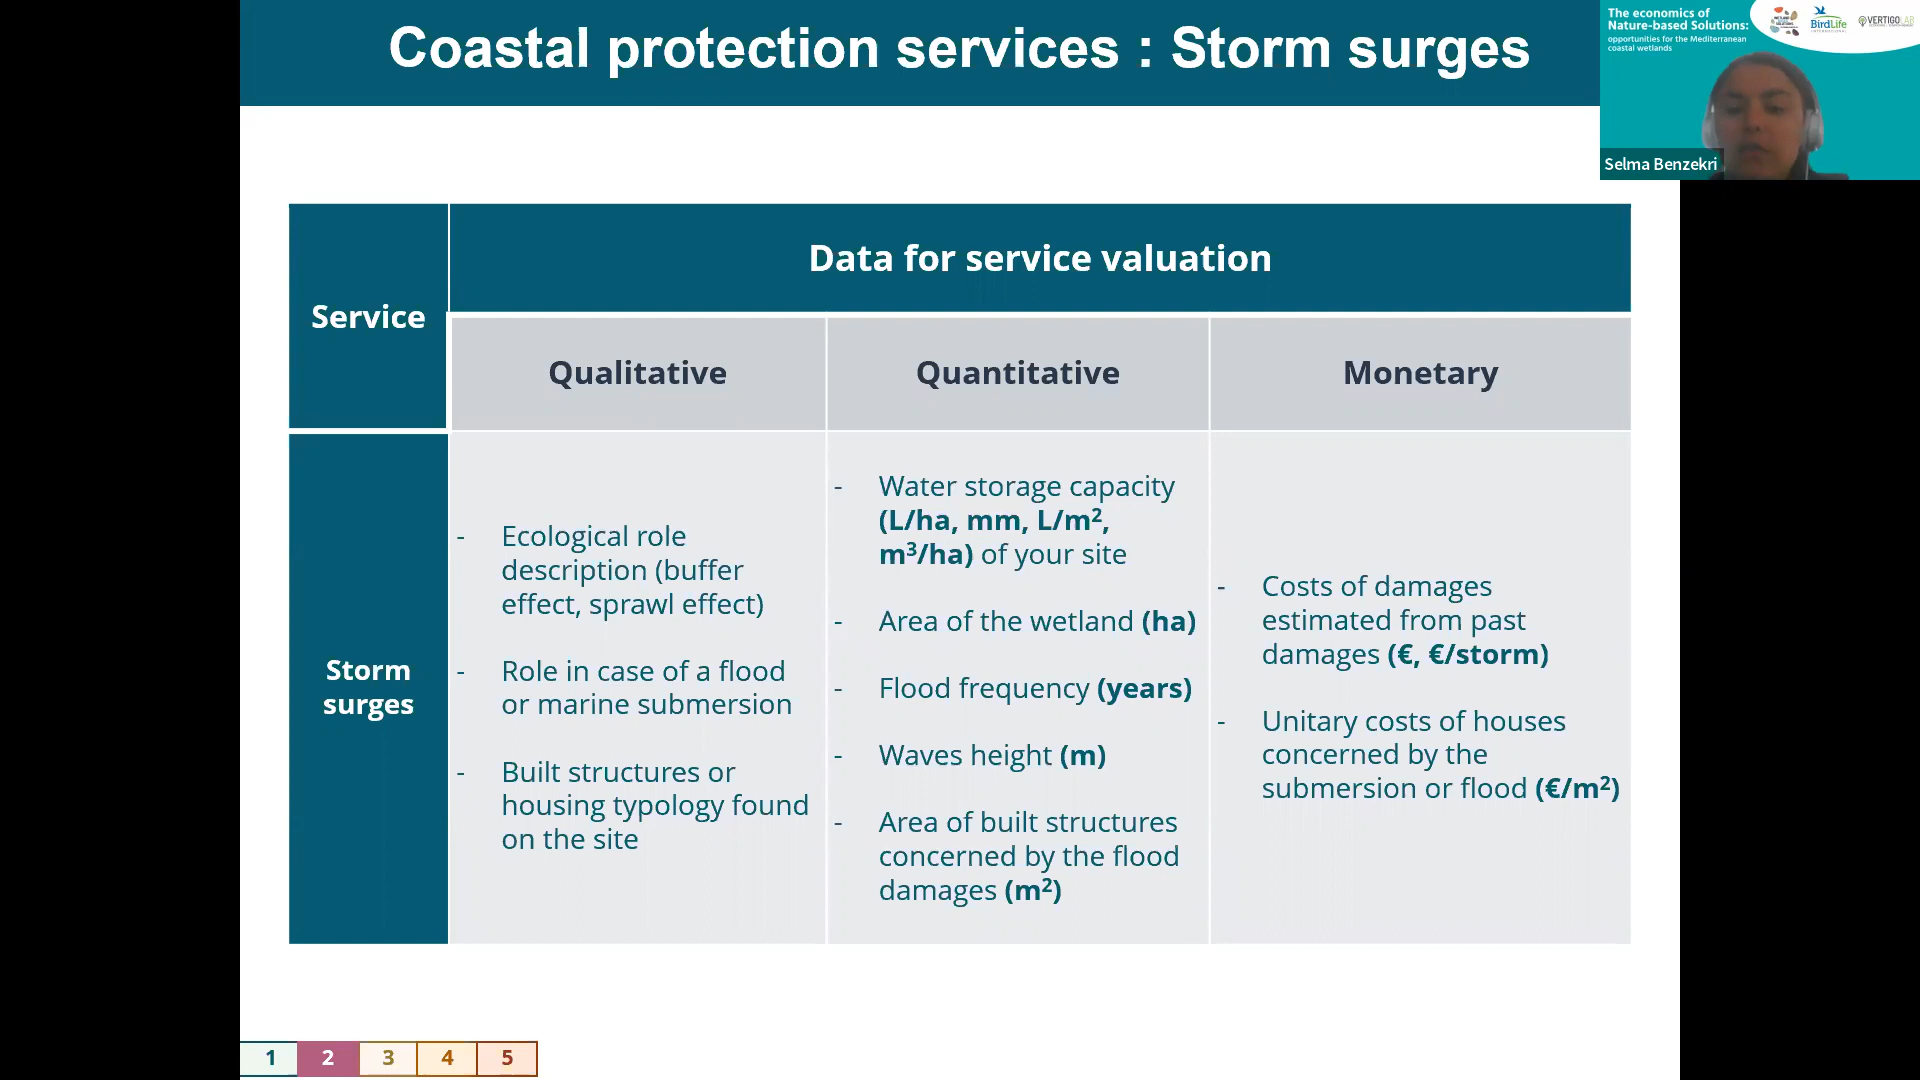 Coastal protection services : Storm surges
The economics of
Nature-based Solutions:
opportunities for the Mediterranean
coastal wetlands
BirdLife
INTERNATIONAL
VERTIGOLAB
Selma Benzekri
Service
Data for service valuation
Qualitative
Quantitative
Monetary
Storm
surges
- Ecological role
description (buffer
effect, sprawl effect)
- Role in case of a flood
or marine submersion
- Built structures or
housing typology found
on the site
- Water storage capacity
(L/ha, mm, L/m²,
m³/ha) of your site
- Area of the wetland (ha)
- Flood frequency (years)
- Waves height (m)
- Area of built structures
concerned by the flood
damages (m²)
- Costs of damages
estimated from past
damages (€, €/storm)
- Unitary costs of houses
concerned by the
submersion or flood (€/m²)
1 2 3 4 5